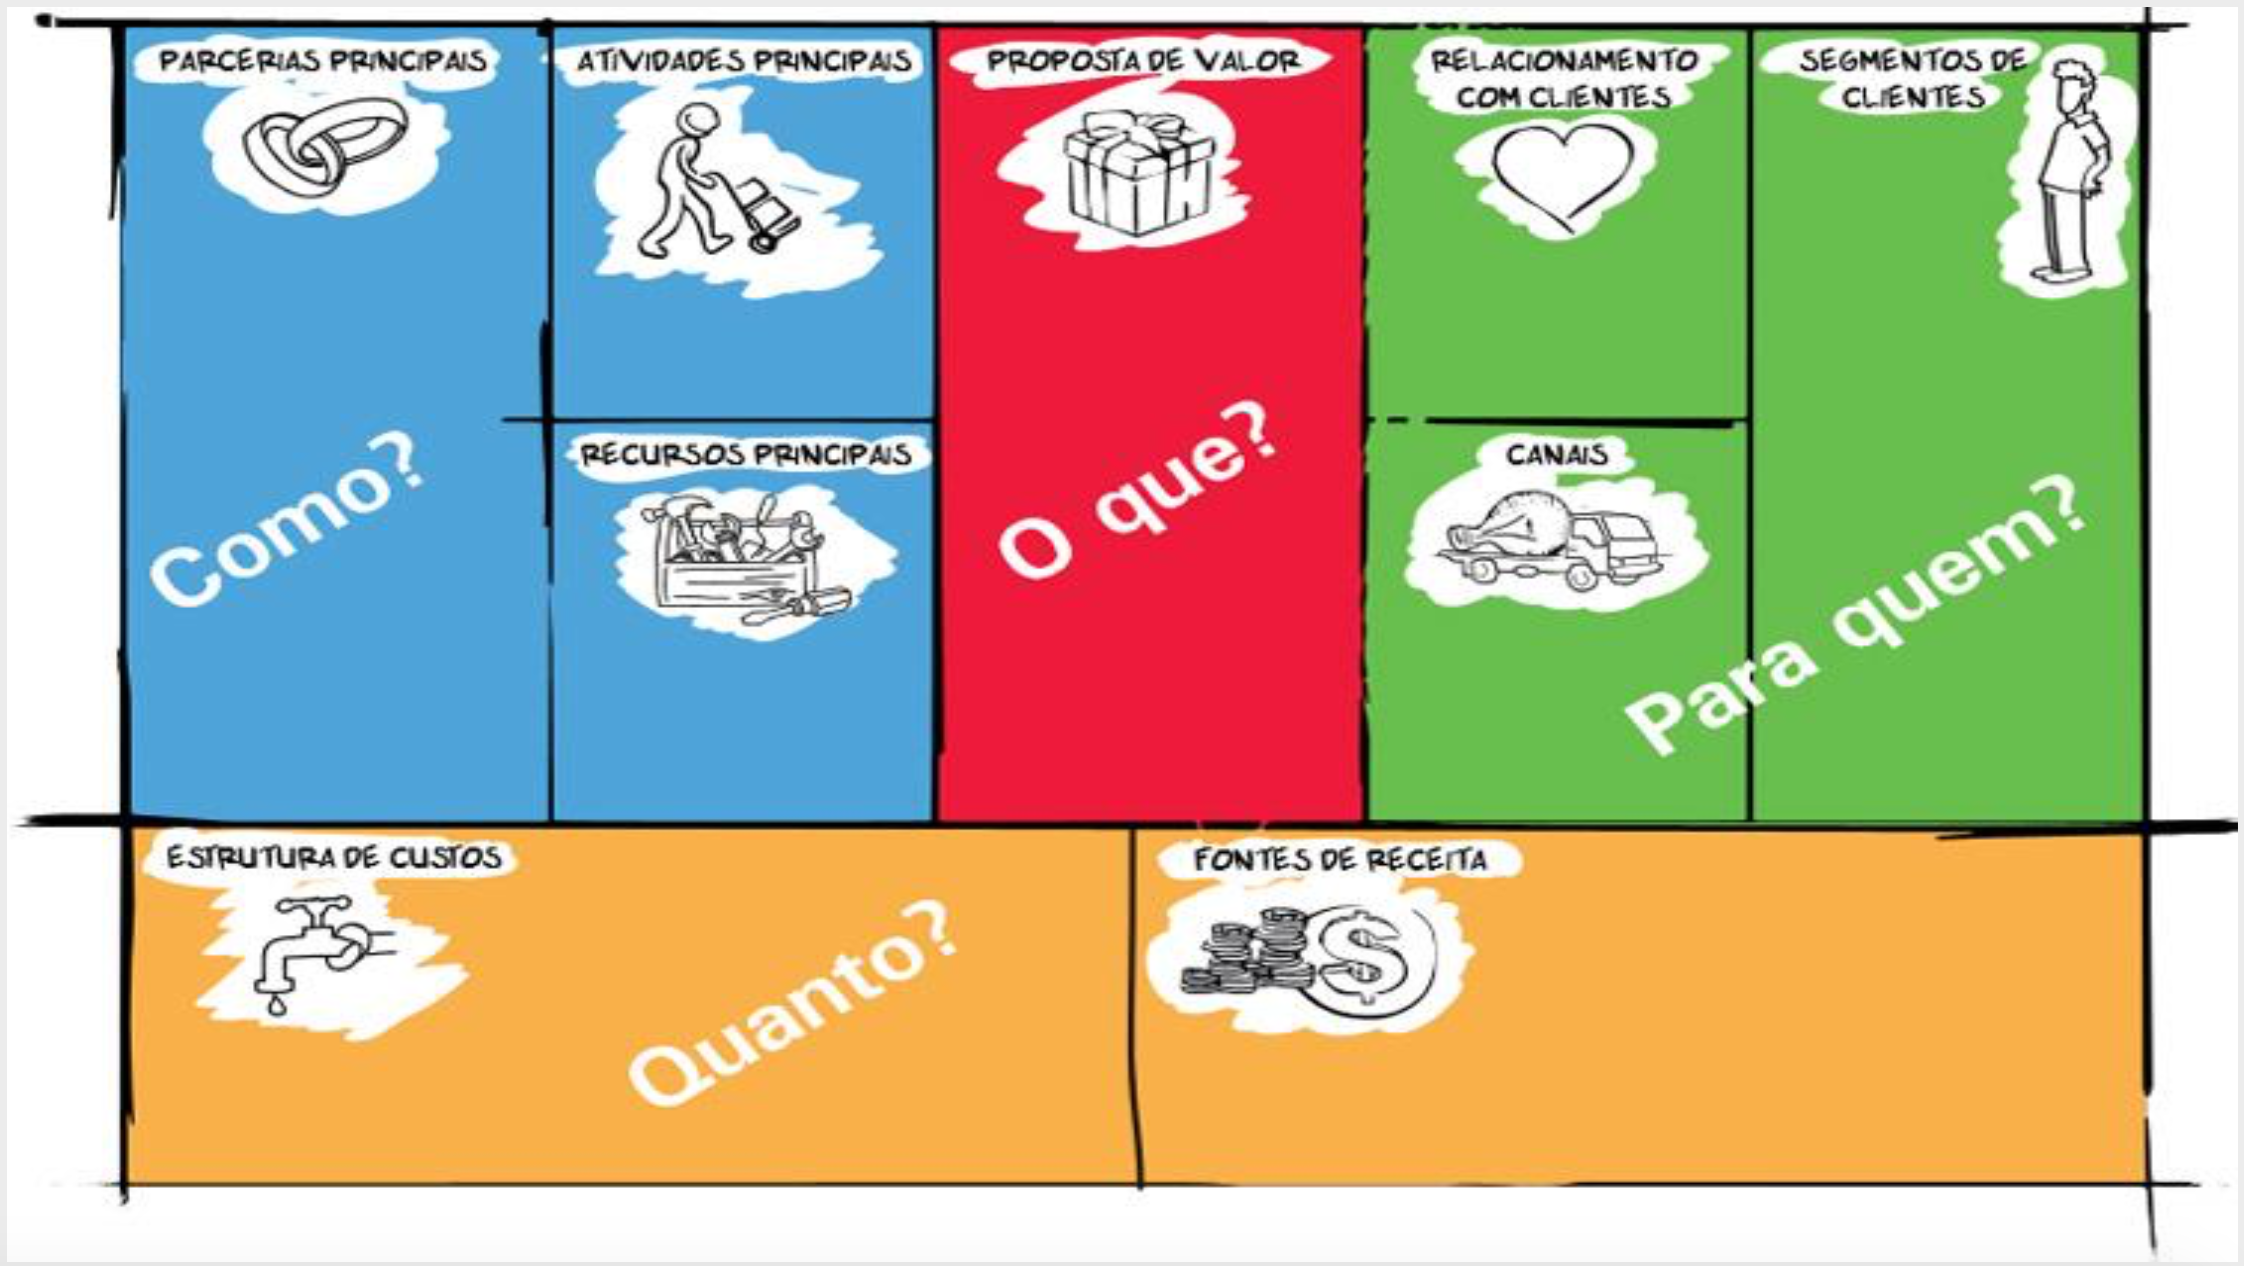 PARCERIAS PRINCIPAIS
ATIVIDADES PRINCIPAIS
PROPOSTA DE VALOR
RELACIONAMENTO
COM CLIENTES
SEGMENTOS DE
CLIENTES
Como?
RECURSOS PRINCIPAIS
O que?
CANAIS
Para quem?
ESTRUTURA DE CUSTOS
Quanto?
FONTES DE RECEITA
$